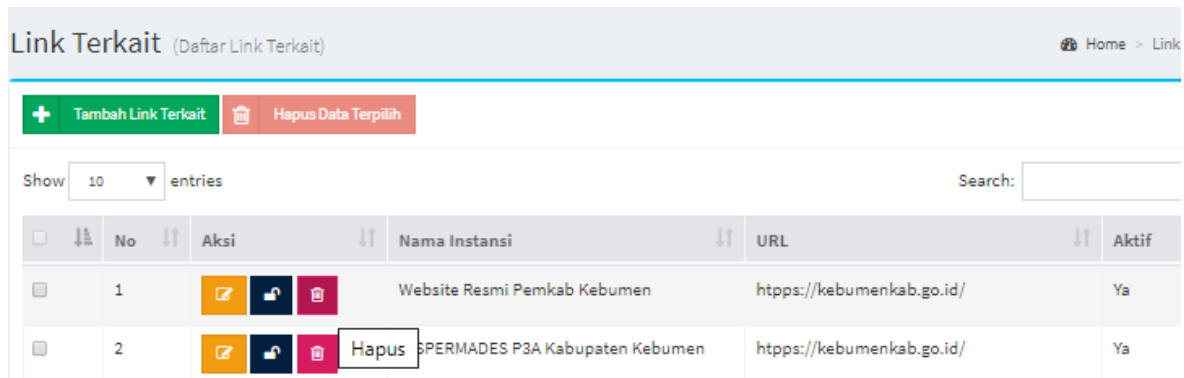 Link Terkait (Daftar Link Terkait) Home > Link
Tambah Link Terkait Hapus Data Terpilih
Show 10 entries Search:
No Aksi Nama Instansi URL Aktif
1 Website Resmi Pemkab Kebumen htpps://kebumenkab.go.id/ Ya
2 Hapus SPERMADES P3A Kabupaten Kebumen htpps://kebumenkab.go.id/ Ya